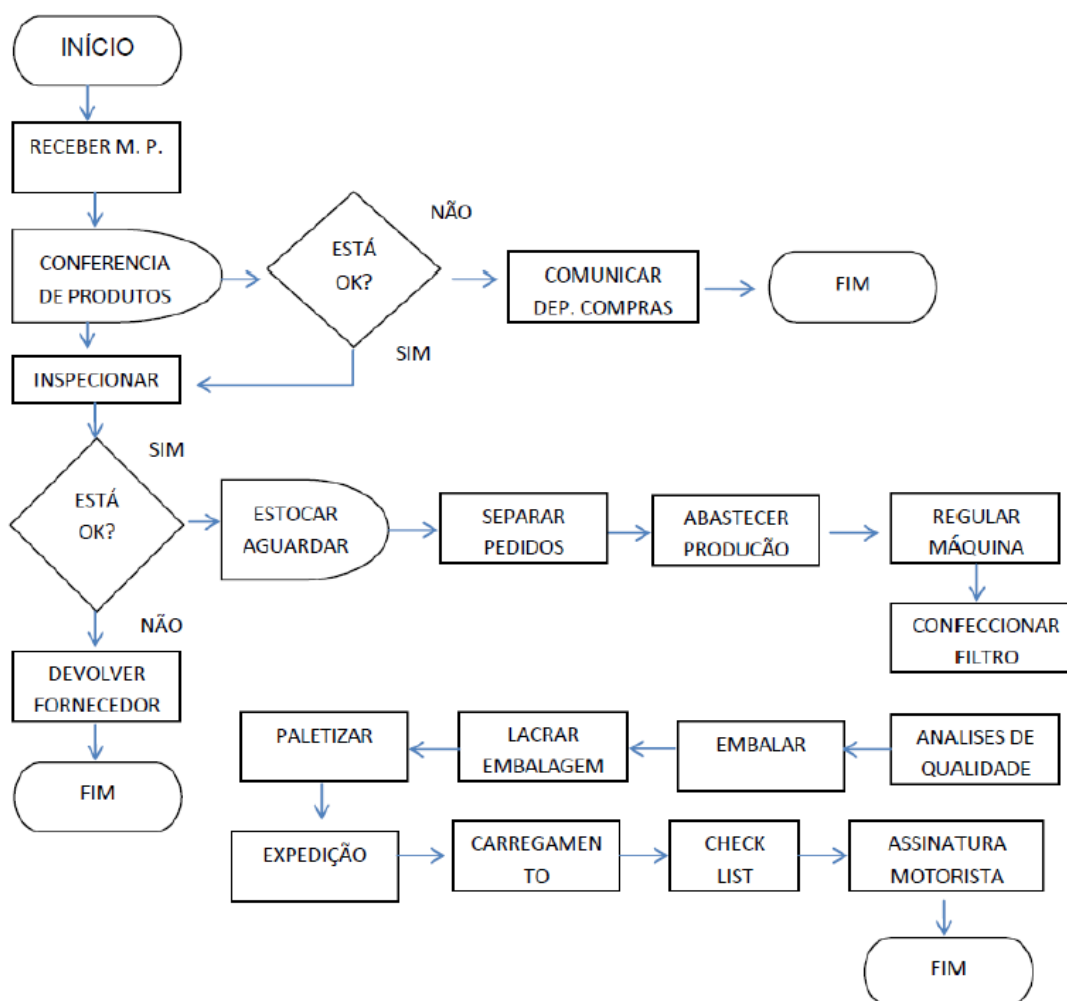 INÍCIO
RECEBER M. P.
CONFERENCIA
DE PRODUTOS
ESTÁ
OK?
NÃO
COMUNICAR
DEP. COMPRAS
FIM
SIM
INSPECIONAR
SIM
ESTÁ
OK?
ESTOCAR
AGUARDAR
SEPARAR
PEDIDOS
ABASTECER
PRODUCÃO
REGULAR
MÁQUINA
CONFECCIONAR
FILTRO
NÃO
DEVOLVER
FORNECEDOR
FIM
ANALISES DE
QUALIDADE
EMBALAR
LACRAR
EMBALAGEM
PALETIZAR
EXPEDIÇÃO
CARREGAMEN
TO
CHECK
LIST
ASSINATURA
MOTORISTA
FIM